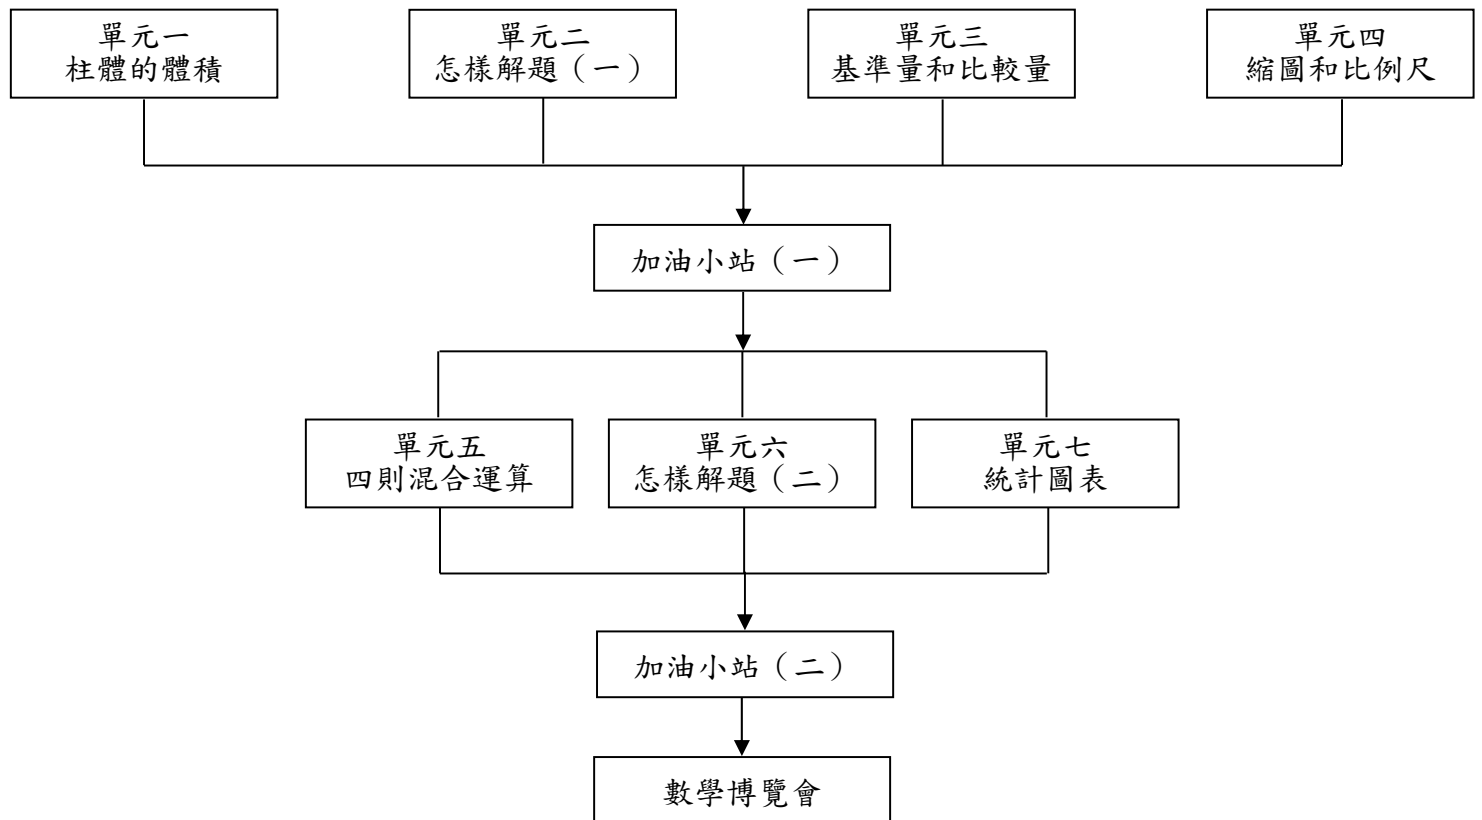 單元一
柱體的體積
單元二
怎樣解題（一）
單元三
基準量和比較量
單元四
縮圖和比例尺
加油小站（一）
單元五
四則混合運算
單元六
怎樣解題（二）
單元七
統計圖表
加油小站（二）
數學博覽會